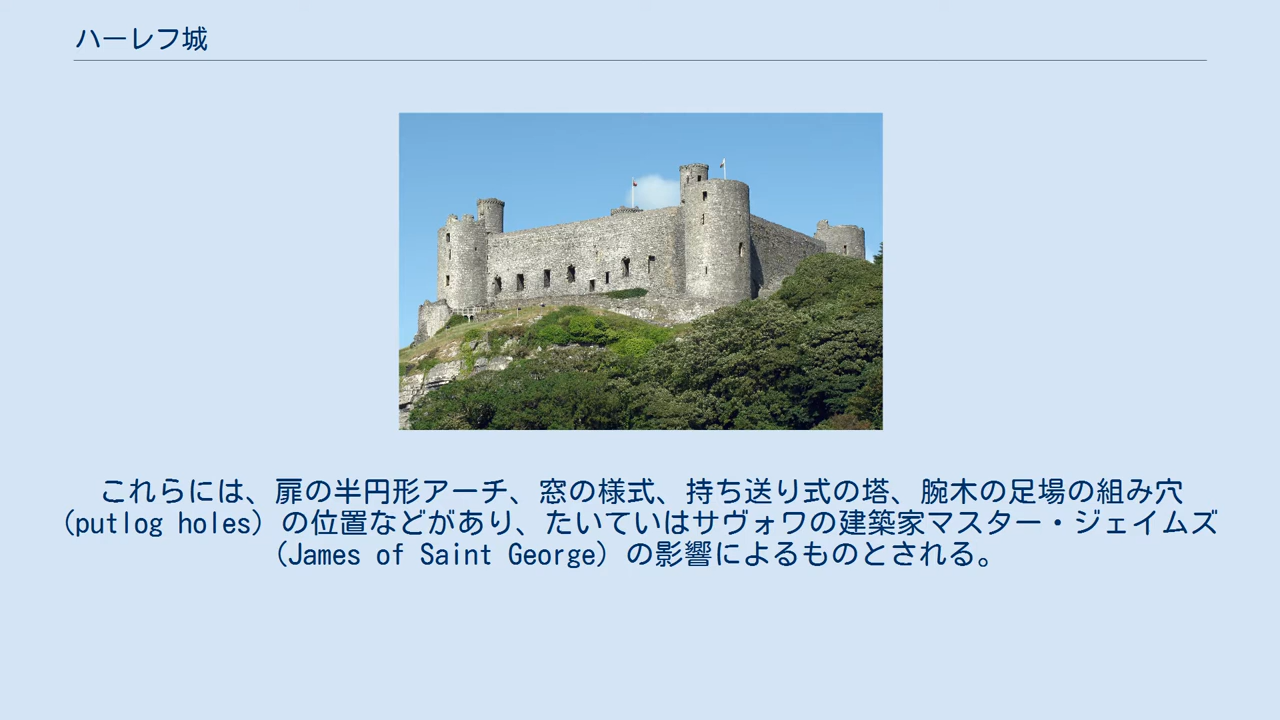 ハーレフ城
これらには、扉の半円形アーチ、窓の様式、持ち送り式の塔、腕木の足場の組み穴
(putlog holes) の位置などがあり、たいていはサヴォワの建築家マスター・ジェイムズ
(James of Saint George) の影響によるものとされる。